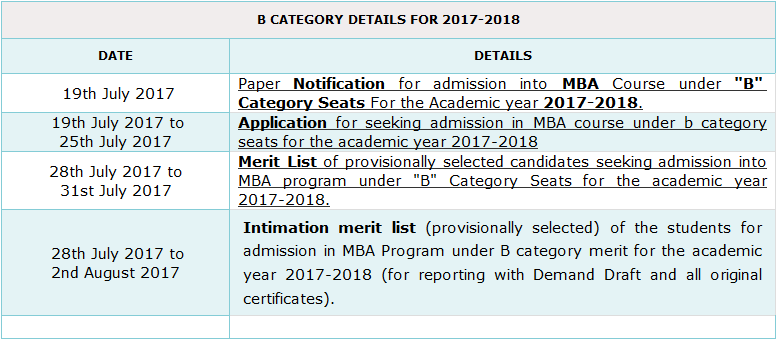 B CATEGORY DETAILS FOR 2017-2018
DATE DETAILS
19th July 2017
Paper Notification for admission into MBA Course under "B"
Category Seats For the Academic year 2017-2018.
19th July 2017 to
25th July 2017
Application for seeking admission in MBA course under b category
seats for the academic year 2017-2018
28th July 2017 to
31st July 2017
Merit List of provisionally selected candidates seeking admission into
MBA program under "B" Category Seats for the academic year
2017-2018.
28th July 2017 to
2nd August 2017
Intimation merit list (provisionally selected) of the students for
admission in MBA Program under B category merit for the academic
year 2017-2018 (for reporting with Demand Draft and all original
certificates).